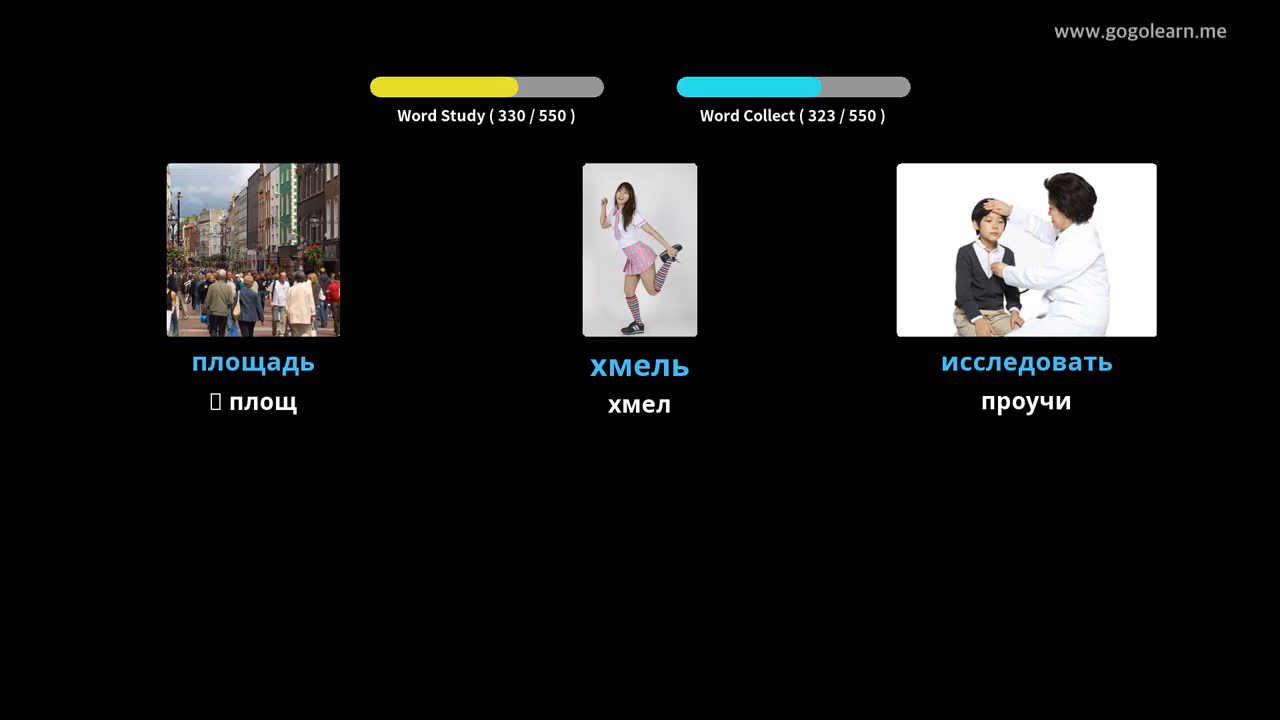 www.gogolearn.me
Word Study ( 330 / 550 )
Word Collect ( 323 / 550 )
площадь
хмель
исследовать
площ
хмел
проучи